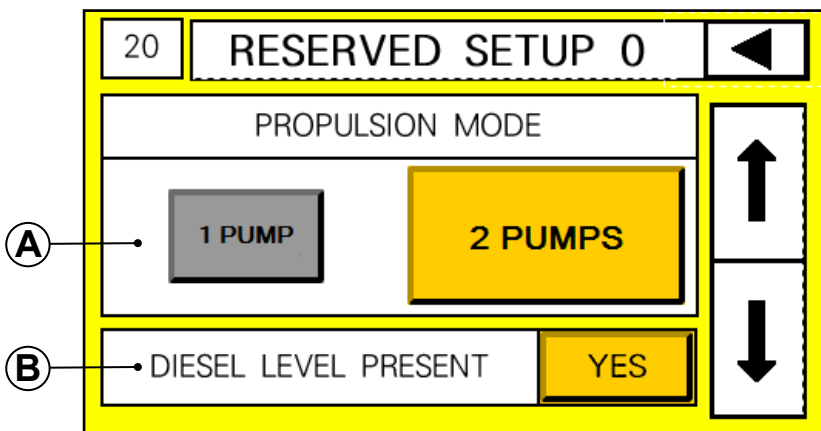 20 RESERVED SETUP 0
PROPULSION MODE
A 1 PUMP 2 PUMPS
B DIESEL LEVEL PRESENT YES